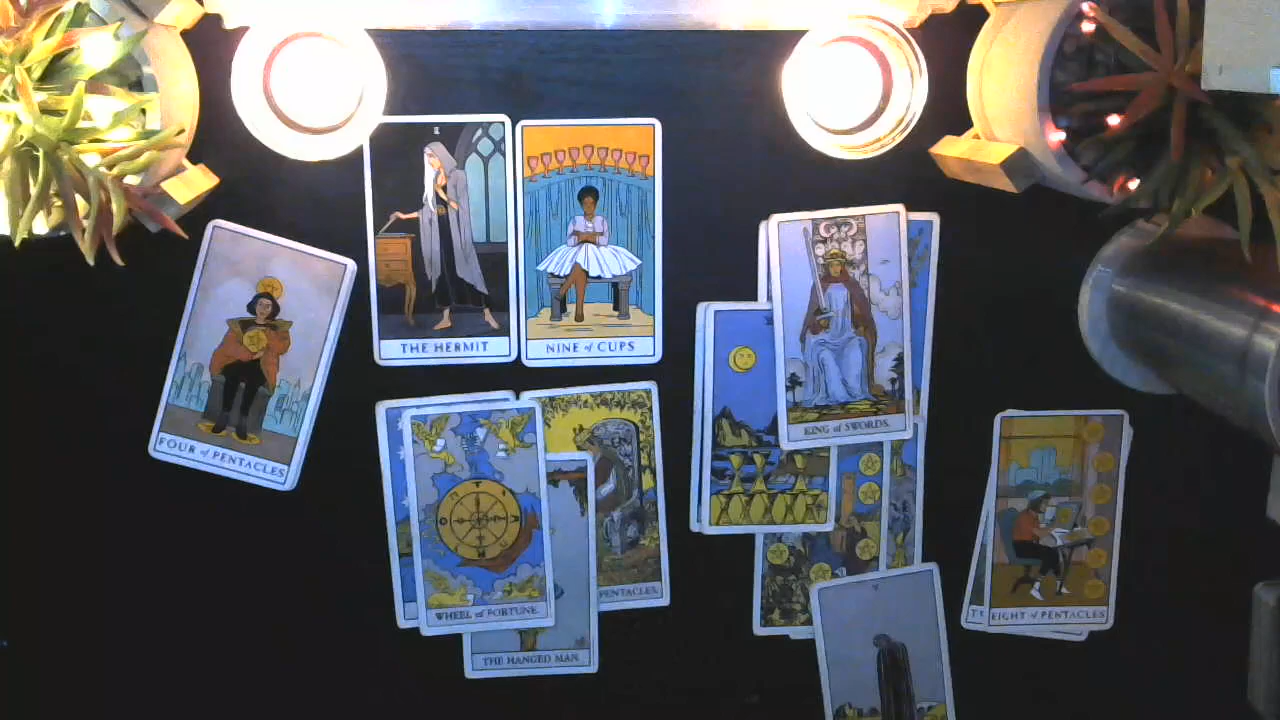 THE HERMIT
NINE of CUPS
KING of SWORDS.
FOUR of PENTACLES
WHEEL of FORTUNE.
PENTACLES.
EIGHT of PENTACLES
THE HANGED MAN.